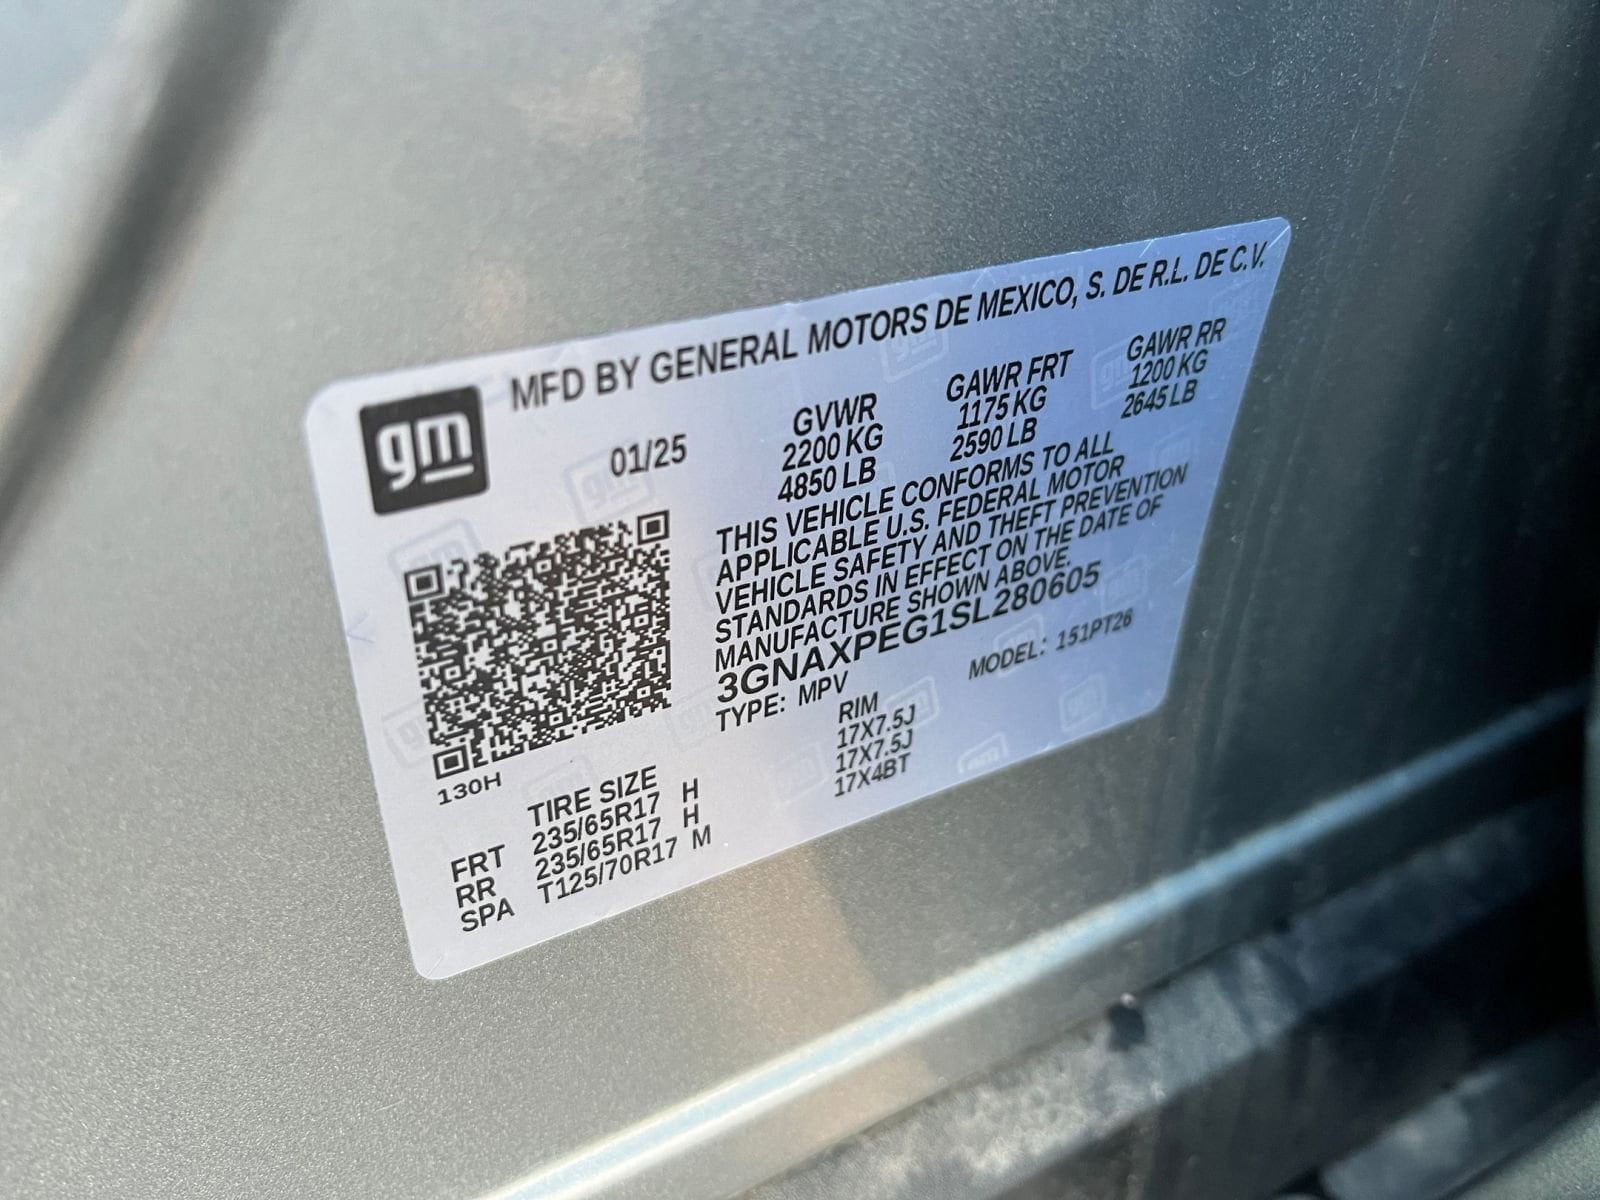 gm
MFD BY GENERAL MOTORS DE MEXICO, S. DE R.L. DE C.V.
01/25
GVWR GAWR FRT GAWR RR
2200 KG 1175 KG 1200 KG
4850 LB 2590 LB 2645 LB
THIS VEHICLE CONFORMS TO ALL
APPLICABLE U.S. FEDERAL MOTOR
VEHICLE SAFETY AND THEFT PREVENTION
STANDARDS IN EFFECT ON THE DATE OF
MANUFACTURE SHOWN ABOVE.
3GNAXPEG1SL280605
TYPE: MPV MODEL: 151PT26
130H
TIRE SIZE RIM
FRT 235/65R17 H 17X7.5J
RR 235/65R17 H 17X7.5J
SPA T125/70R17 M 17X4BT